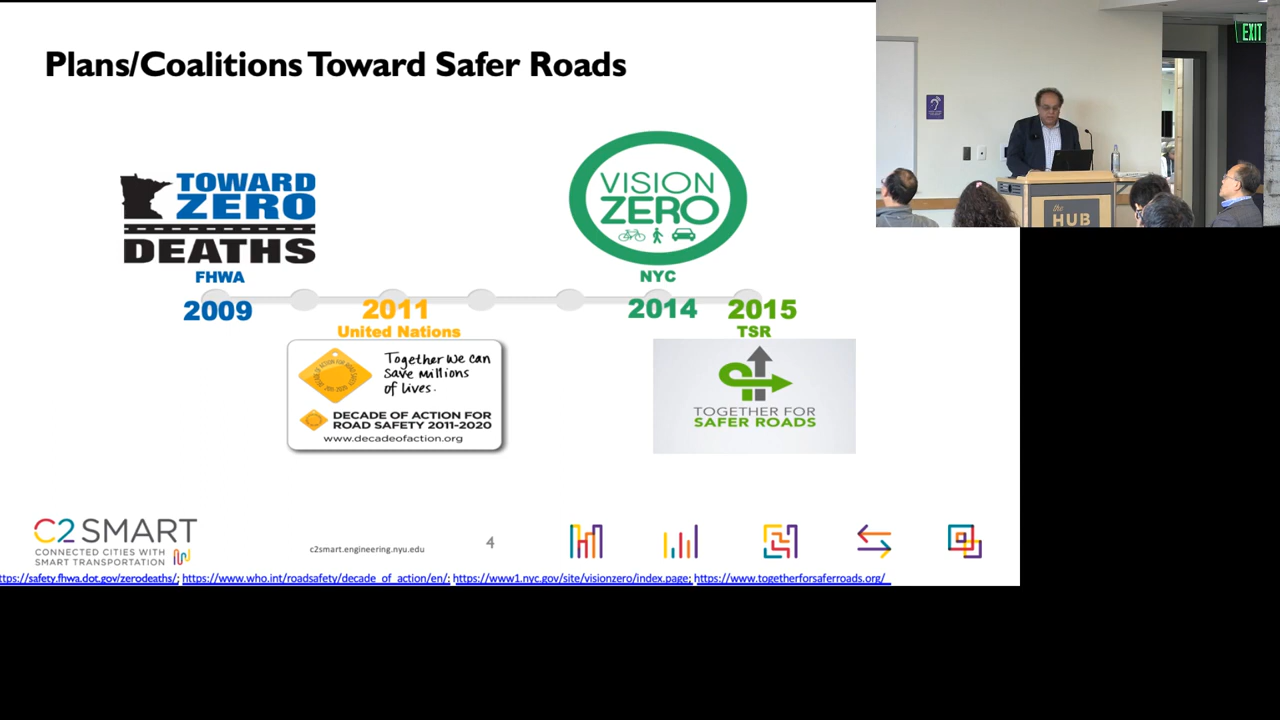 Plans/Coalitions Toward Safer Roads
EXIT
the
HUB
TOWARD
ZERO
DEATHS
FHWA
2009
2011
United Nations
VISION
ZERO
NYC
2014
2015
TSR
Together we can
save millions
of lives.
DECADE OF ACTION FOR
ROAD SAFETY 2011-2020
www.decadeofaction.org
TOGETHER FOR
SAFER ROADS
C2 SMART
CONNECTED CITIES WITH
SMART TRANSPORTATION
c2smart.engineering.nyu.edu
4
ttps://safety.fhwa.dot.gov/zerodeaths/; https://www.who.int/roadsafety/decade_of_action/en/; https://www1.nyc.gov/site/visionzero/index.page; https://www.togetherforsaferroads.org/